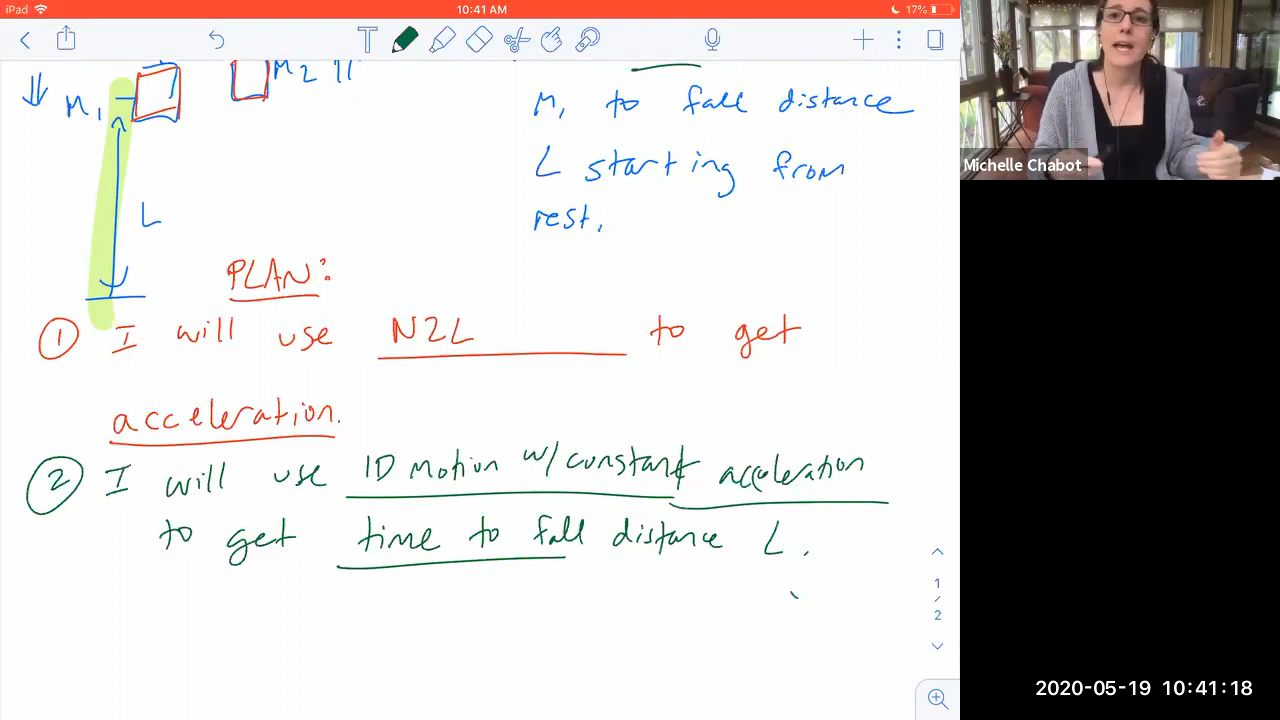 iPad
10:41 AM
17%
T
M₁
M₂
M₁ to fall distance
L starting from
rest.
L
PLAN:
① I will use N2L to get
acceleration.
② I will use 1D motion w/constant acceleration
to get time to fall distance L.
1
/
2
Michelle Chabot
2020-05-19 10:41:18